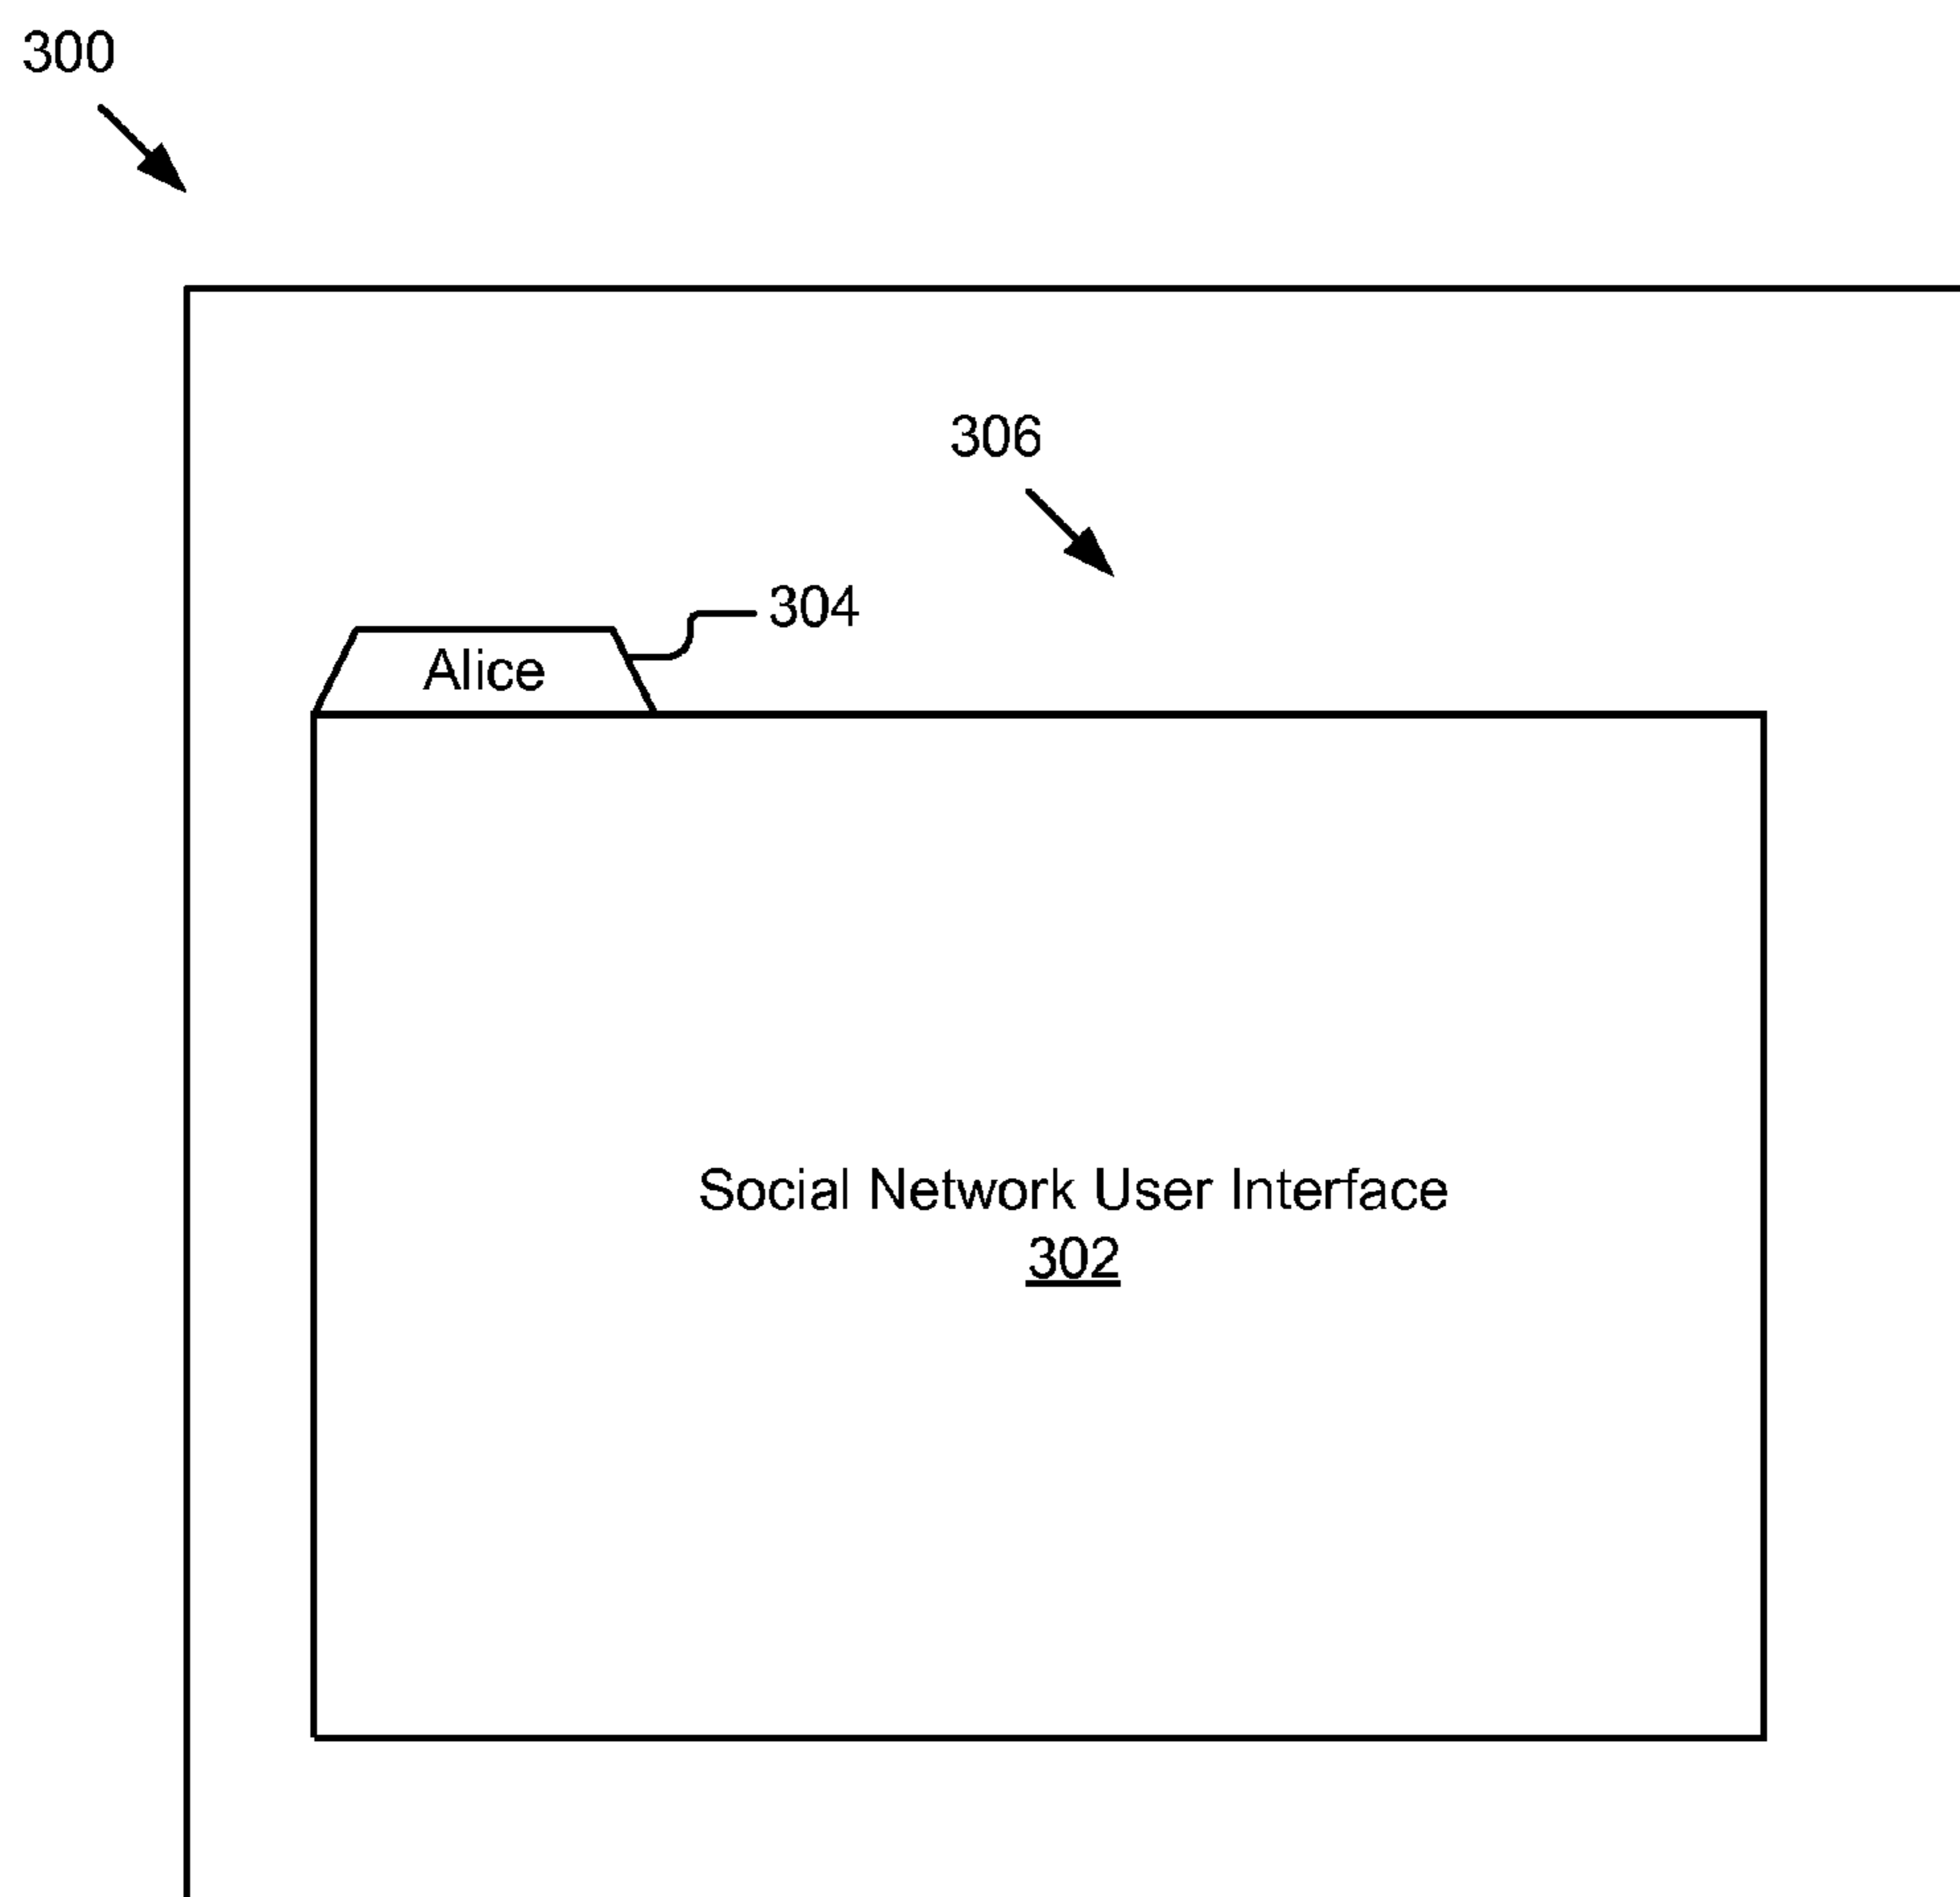 300
306
304
Alice
Social Network User Interface
302